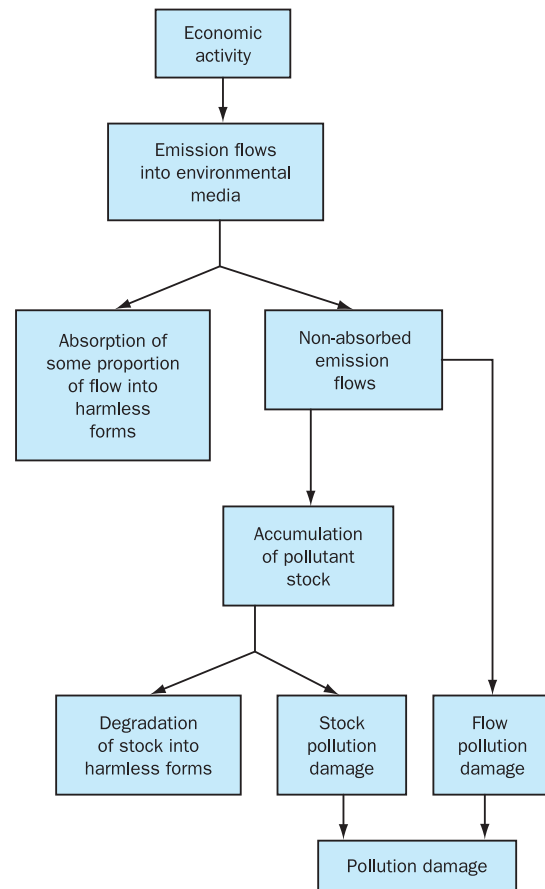 Economic
activity
Emission flows
into environmental
media
Absorption of
some proportion
of flow into
harmless
forms
Non-absorbed
emission
flows
Accumulation
of pollutant
stock
Degradation
of stock into
harmless forms
Stock
pollution
damage
Flow
pollution
damage
Pollution damage